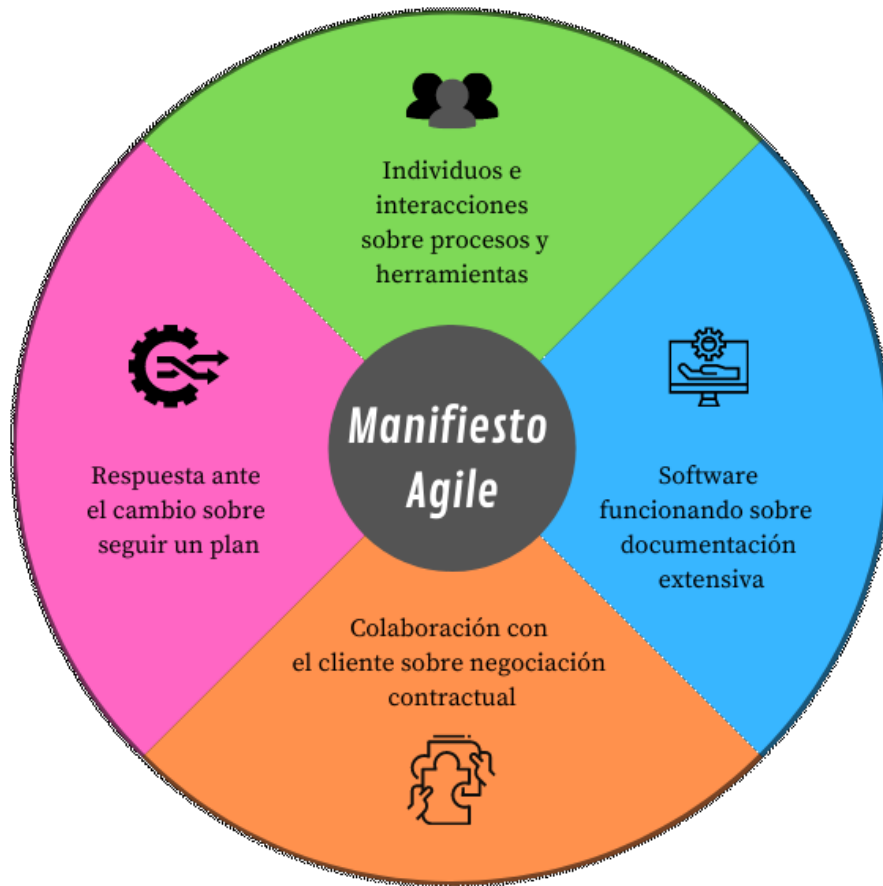 Individuos e
interacciones
sobre procesos y
herramientas
Manifiesto
Agile
Respuesta ante
el cambio sobre
seguir un plan
Software
funcionando sobre
documentación
extensiva
Colaboración con
el cliente sobre negociación
contractual